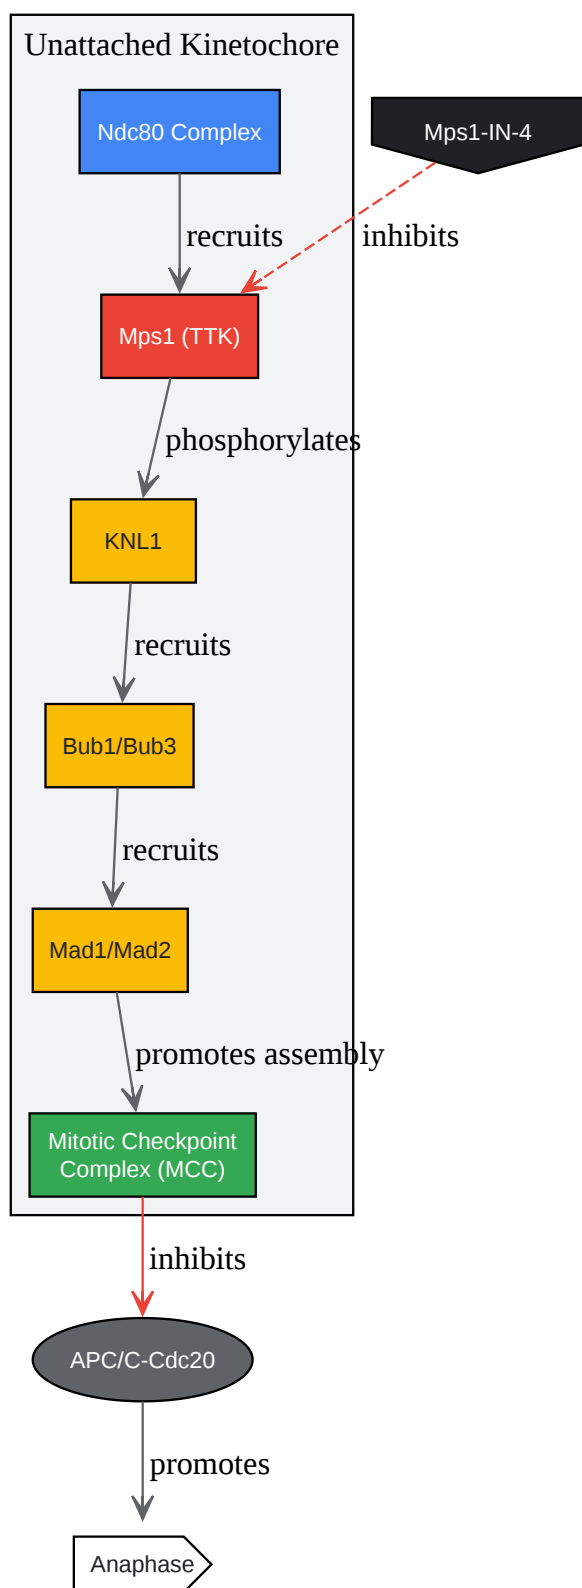 Unattached Kinetochore
Ndc80 Complex
Mps1-IN-4
recruits
inhibits
Mps1 (TTK)
phosphorylates
KNL1
recruits
Bub1/Bub3
recruits
Mad1/Mad2
promotes assembly
Mitotic Checkpoint
Complex (MCC)
inhibits
APC/C-Cdc20
promotes
Anaphase